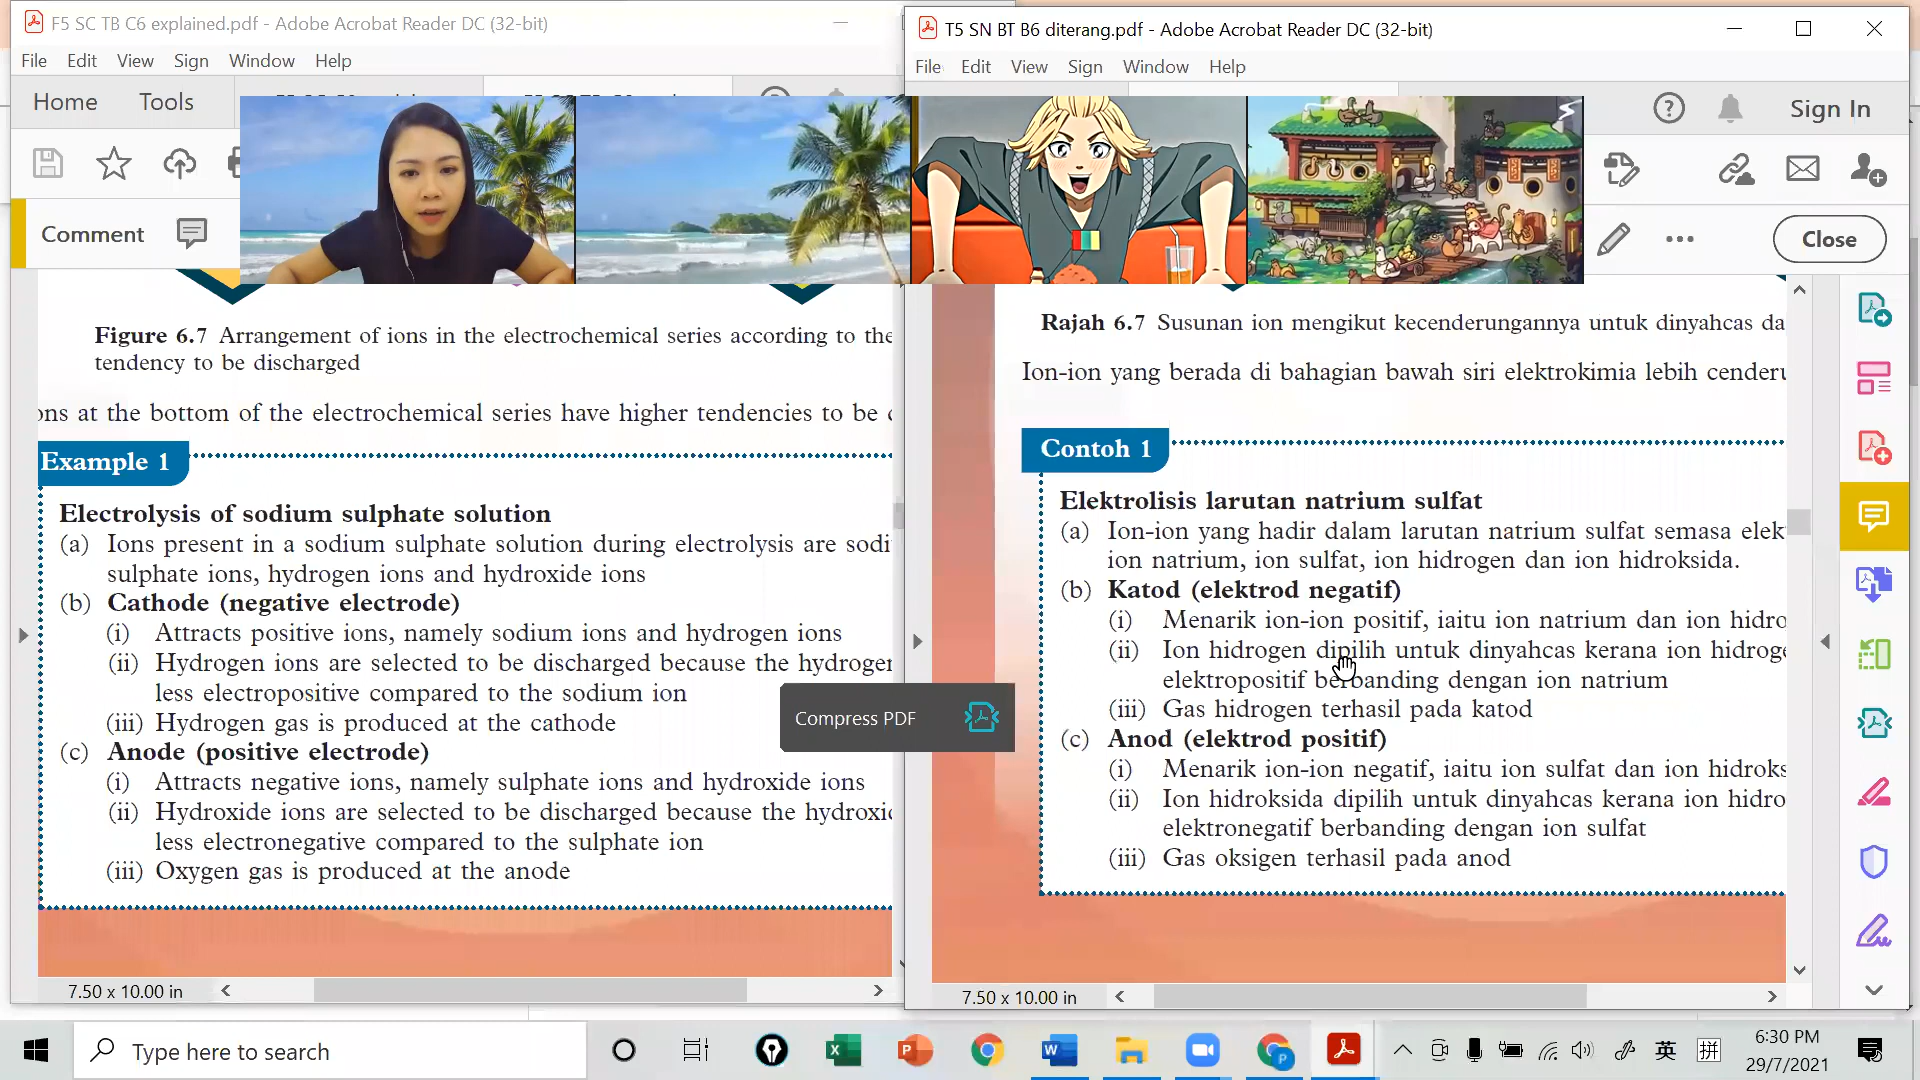 F5 SC TB C6 explained.pdf - Adobe Acrobat Reader DC (32-bit)
File Edit View Sign Window Help
Home Tools
Comment
Figure 6.7 Arrangement of ions in the electrochemical series according to the
tendency to be discharged
ons at the bottom of the electrochemical series have higher tendencies to be
Example 1
Electrolysis of sodium sulphate solution
(a) Ions present in a sodium sulphate solution during electrolysis are sodi
sulphate ions, hydrogen ions and hydroxide ions
(b) Cathode (negative electrode)
(i) Attracts positive ions, namely sodium ions and hydrogen ions
(ii) Hydrogen ions are selected to be discharged because the hydrogen
less electropositive compared to the sodium ion
(iii) Hydrogen gas is produced at the cathode
(c) Anode (positive electrode)
(i) Attracts negative ions, namely sulphate ions and hydroxide ions
(ii) Hydroxide ions are selected to be discharged because the hydroxi
less electronegative compared to the sulphate ion
(iii) Oxygen gas is produced at the anode
7.50 x 10.00 in
Compress PDF
T5 SN BT B6 diterang.pdf - Adobe Acrobat Reader DC (32-bit)
File Edit View Sign Window Help
Sign In
Close
Rajah 6.7 Susunan ion mengikut kecenderungannya untuk dinyahcas da
Ion-ion yang berada di bahagian bawah siri elektrokimia lebih cenderu
Contoh 1
Elektrolisis larutan natrium sulfat
(a) Ion-ion yang hadir dalam larutan natrium sulfat semasa elek
ion natrium, ion sulfat, ion hidrogen dan ion hidroksida.
(b) Katod (elektrod negatif)
(i) Menarik ion-ion positif, iaitu ion natrium dan ion hidro
(ii) Ion hidrogen dipilih untuk dinyahcas kerana ion hidroge
elektropositif berbanding dengan ion natrium
(iii) Gas hidrogen terhasil pada katod
(c) Anod (elektrod positif)
(i) Menarik ion-ion negatif, iaitu ion sulfat dan ion hidroks
(ii) Ion hidroksida dipilih untuk dinyahcas kerana ion hidro
elektronegatif berbanding dengan ion sulfat
(iii) Gas oksigen terhasil pada anod
7.50 x 10.00 in
Type here to search
英 拼
6:30 PM
29/7/2021